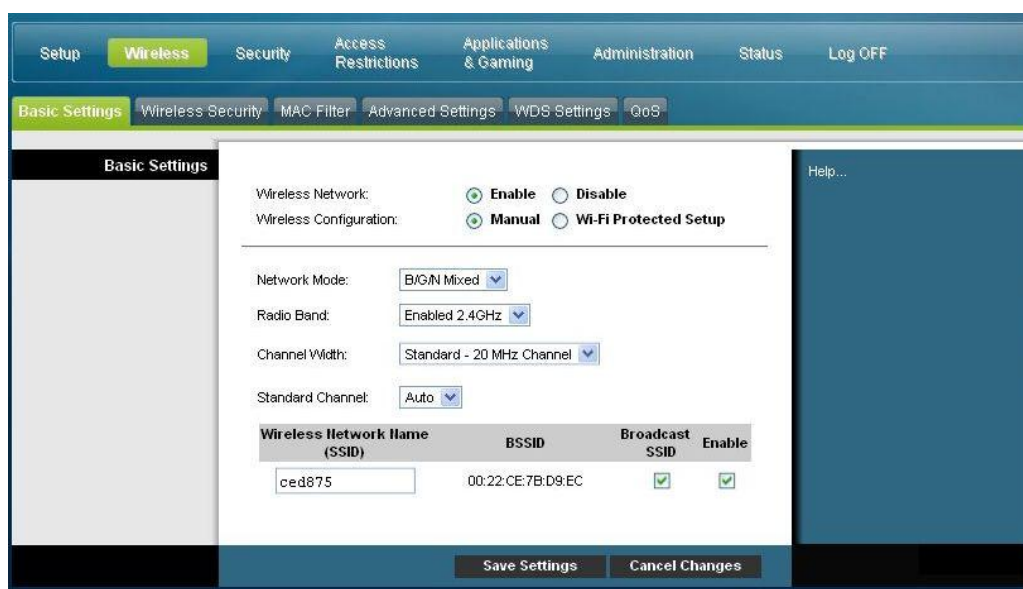 Setup Wireless Security Access Restrictions Applications & Gaming Administration Status Log OFF
Basic Settings Wireless Security MAC Filter Advanced Settings WDS Settings QoS
Basic Settings
Help...
Wireless Network: Enable Disable
Wireless Configuration: Manual Wi-Fi Protected Setup
Network Mode: B/G/N Mixed
Radio Band: Enabled 2.4GHz
Channel Width: Standard - 20 MHz Channel
Standard Channel: Auto
Wireless Network Name (SSID) BSSID Broadcast SSID Enable
ced875 00:22:CE:7B:D9:EC
Save Settings Cancel Changes